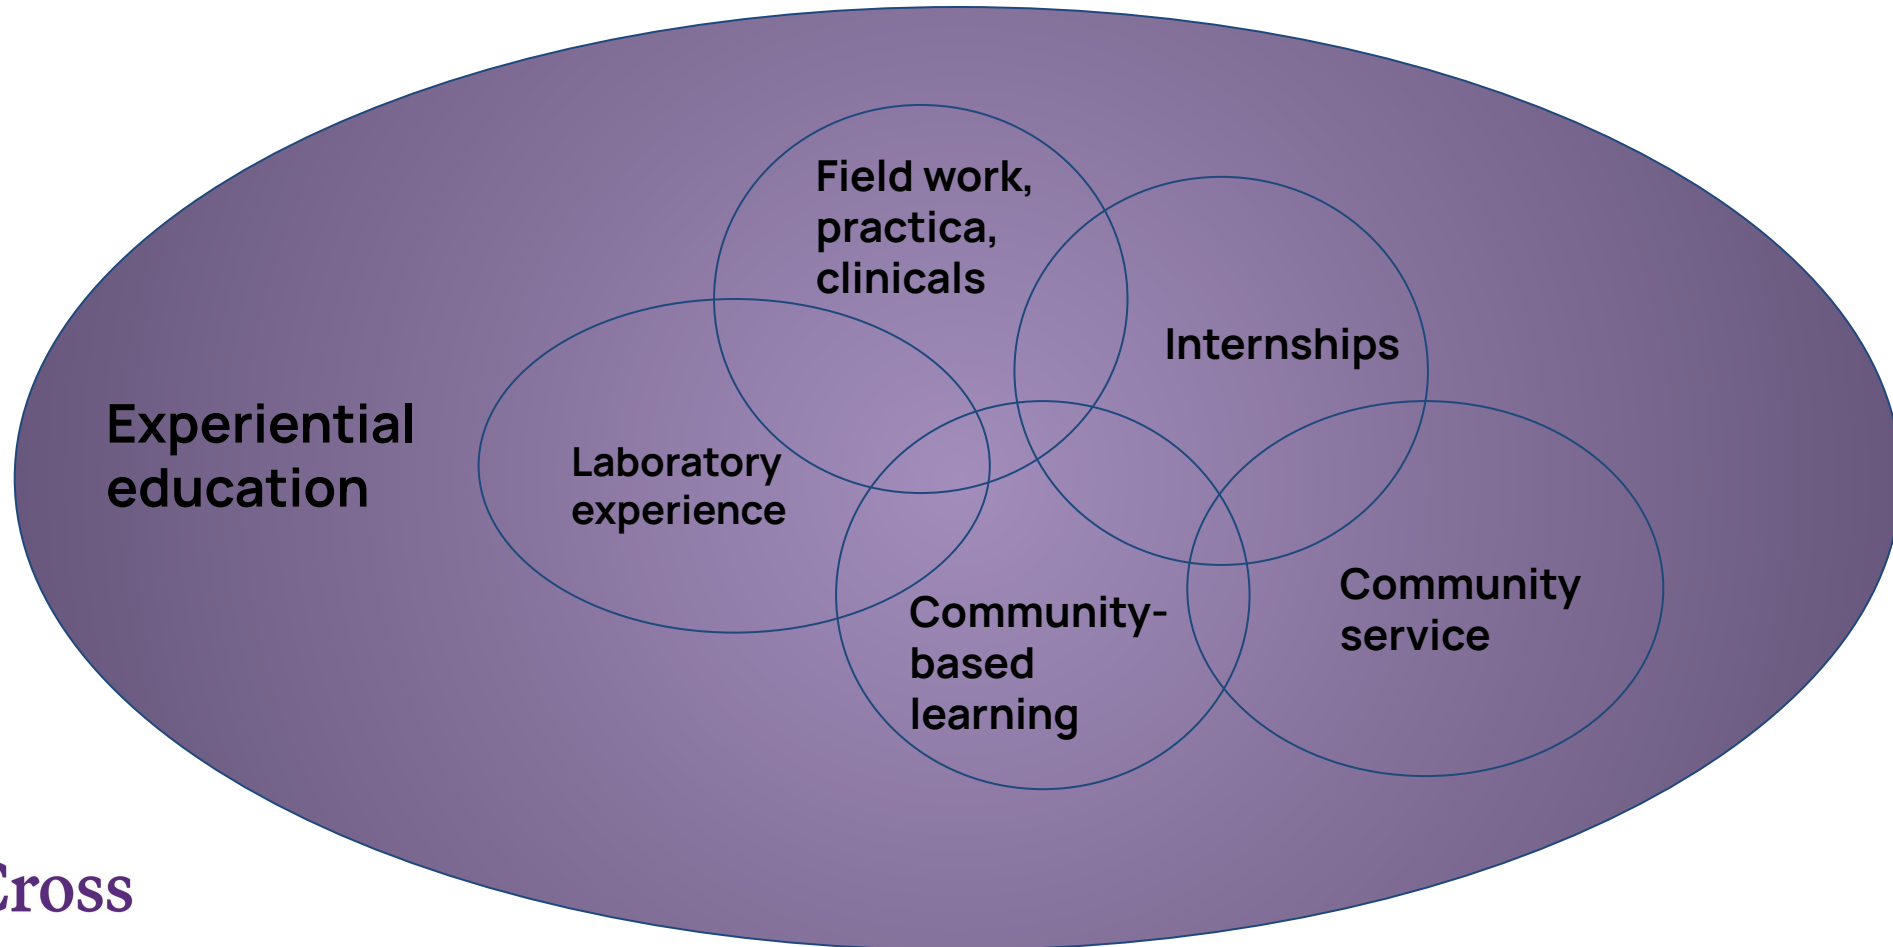 Field work,
practica,
clinicals
Internships
Experiential
education
Laboratory
experience
Community-
based
learning
Community
service
Cross